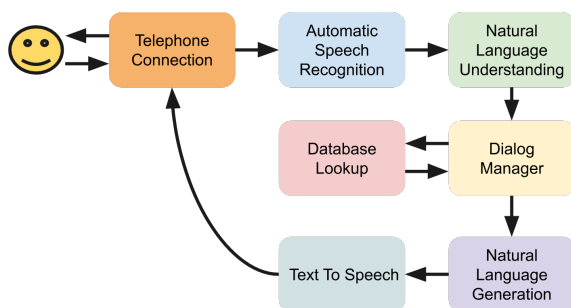 Telephone
Connection
Automatic
Speech
Recognition
Natural
Language
Understanding
Database
Lookup
Dialog
Manager
Text To Speech
Natural
Language
Generation